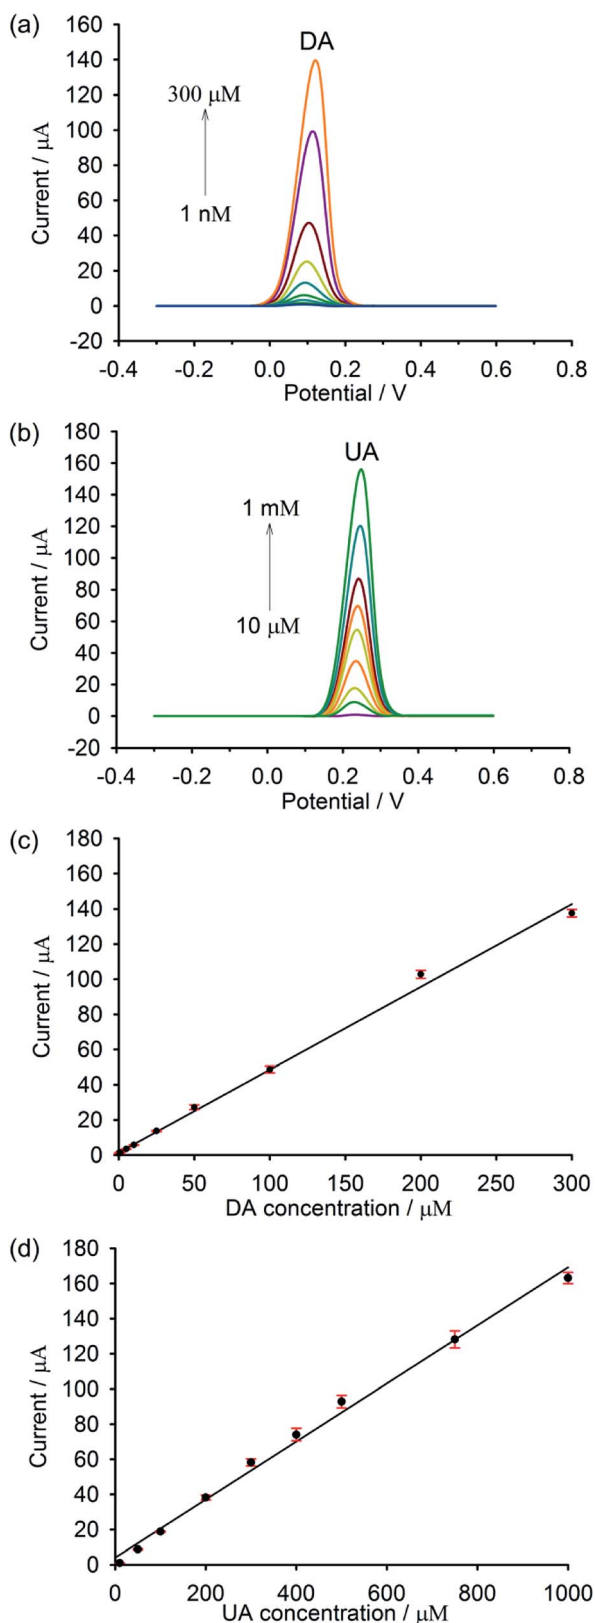 (a)
160
140
120
100
80
60
40
20
0
-20
Current / μA
DA
300 μM
1 nM
-0.4 -0.2 0.0 0.2 0.4 0.6 0.8
Potential / V
(b)
180
160
140
120
100
80
60
40
20
0
-20
Current / μA
UA
1 mM
10 μM
-0.4 -0.2 0.0 0.2 0.4 0.6 0.8
Potential / V
(c)
180
160
140
120
100
80
60
40
20
0
Current / μA
0 50 100 150 200 250 300
DA concentration / μM
(d)
180
160
140
120
100
80
60
40
20
0
Current / μA
0 200 400 600 800 1000
UA concentration / μM